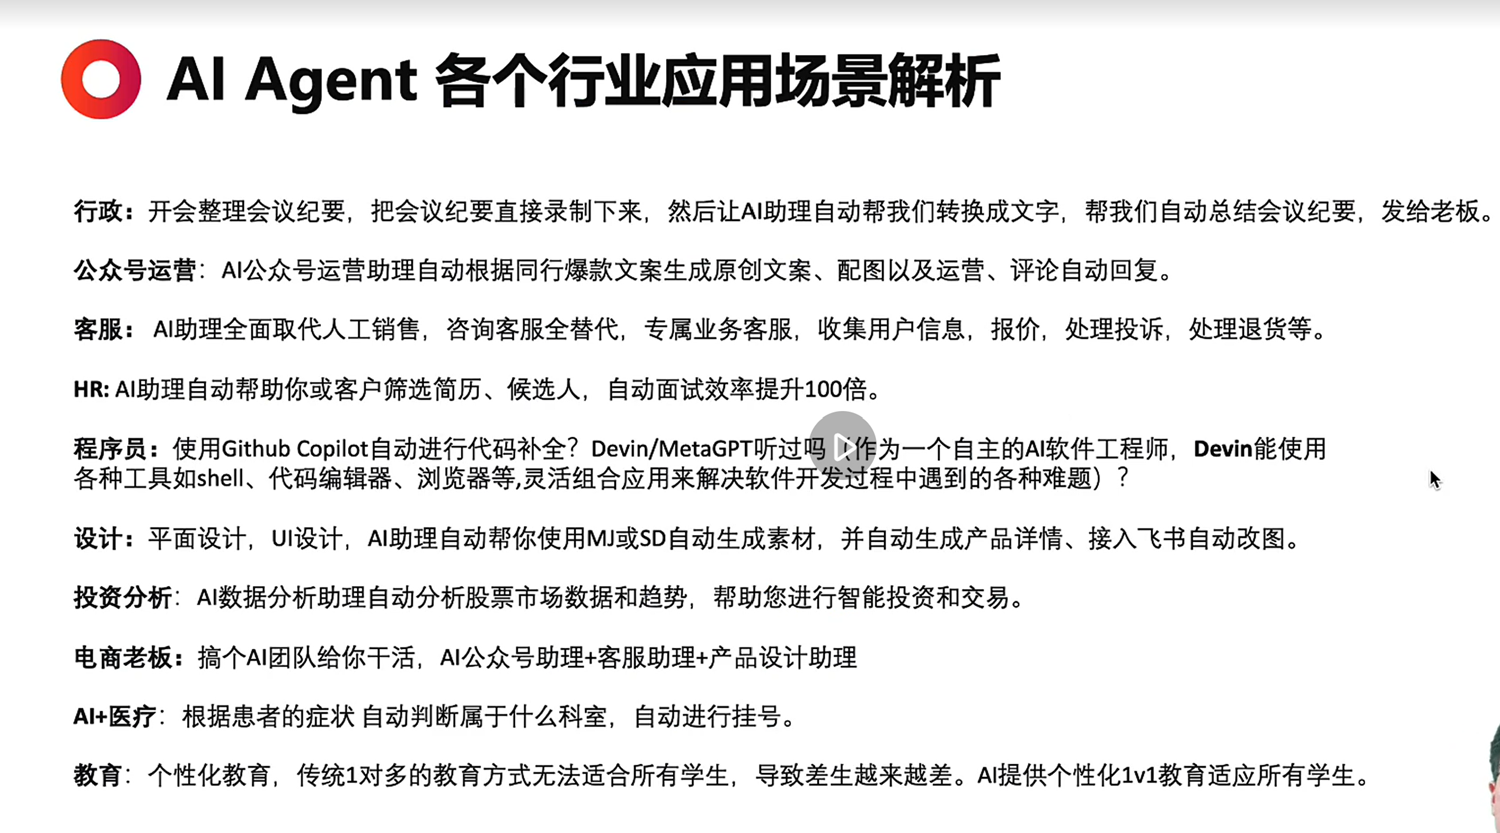 AI Agent 各个行业应用场景解析
行政：开会整理会议纪要，把会议纪要直接录制下来，然后让AI助理自动帮我们转换成文字，帮我们自动总结会议纪要，发给老板。
公众号运营：AI公众号运营助理自动根据同行爆款文案生成原创文案、配图以及运营、评论自动回复。
客服： AI助理全面取代人工销售，咨询客服全替代，专属业务客服，收集用户信息，报价，处理投诉，处理退货等。
HR: AI助理自动帮助你或客户筛选简历、候选人，自动面试效率提升100倍。
程序员：使用Github Copilot自动进行代码补全？Devin/MetaGPT听过吗（作为一个自主的AI软件工程师，Devin能使用
各种工具如shell、代码编辑器、浏览器等,灵活组合应用来解决软件开发过程中遇到的各种难题）？
设计：平面设计，UI设计，AI助理自动帮你使用MJ或SD自动生成素材，并自动生成产品详情、接入飞书自动改图。
投资分析：AI数据分析助理自动分析股票市场数据和趋势，帮助您进行智能投资和交易。
电商老板：搞个AI团队给你干活，AI公众号助理+客服助理+产品设计助理
AI+医疗：根据患者的症状 自动判断属于什么科室，自动进行挂号。
教育：个性化教育，传统1对多的教育方式无法适合所有学生，导致差生越来越差。AI提供个性化1v1教育适应所有学生。